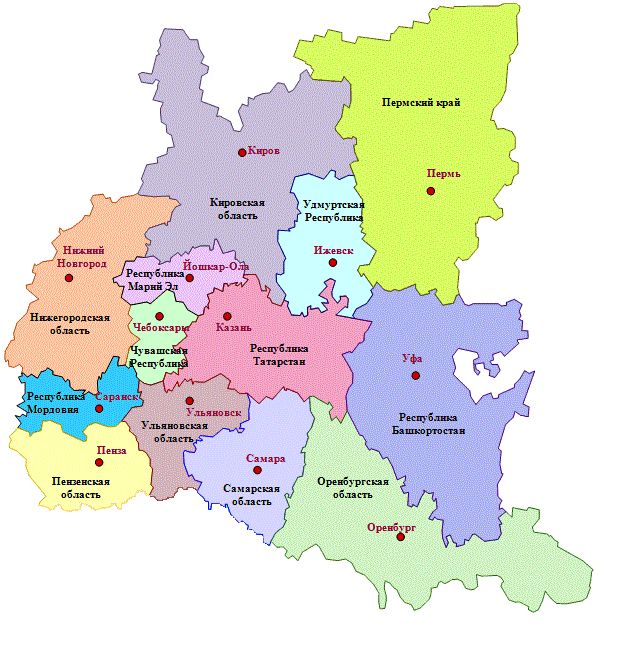 Пермский край
Киров
Пермь
Кировская
область
Удмуртская
Республика
Нижний
Новгород
Ижевск
Йошкар-Ола
Республика
Марий Эл
Нижегородская
область
Чебоксары
Казань
Чувашская
Республика
Республика
Татарстан
Уфа
Республика
Мордовия
Саранск
Ульяновск
Ульяновская
область
Республика
Башкортостан
Пенза
Самара
Пензенская
область
Самарская
область
Оренбургская
область
Оренбург